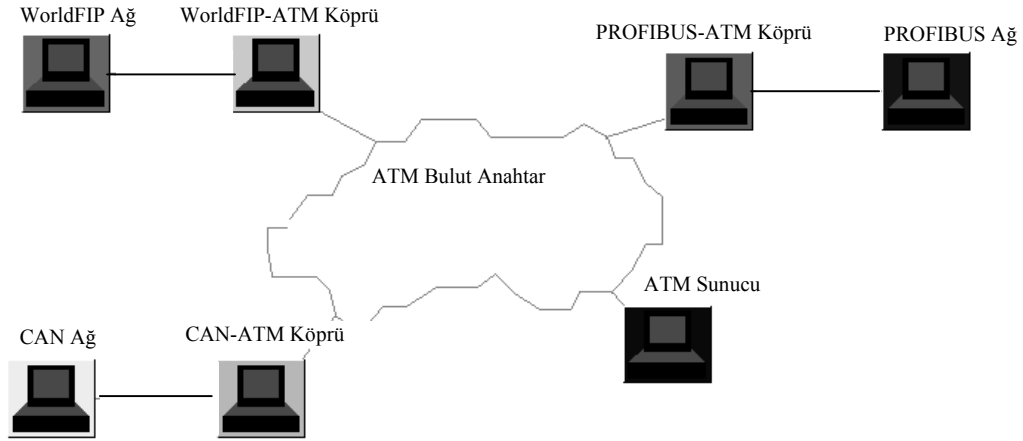 WorldFIP Ağ
WorldFIP-ATM Köprü
PROFIBUS-ATM Köprü
PROFIBUS Ağ
ATM Bulut Anahtar
ATM Sunucu
CAN Ağ
CAN-ATM Köprü